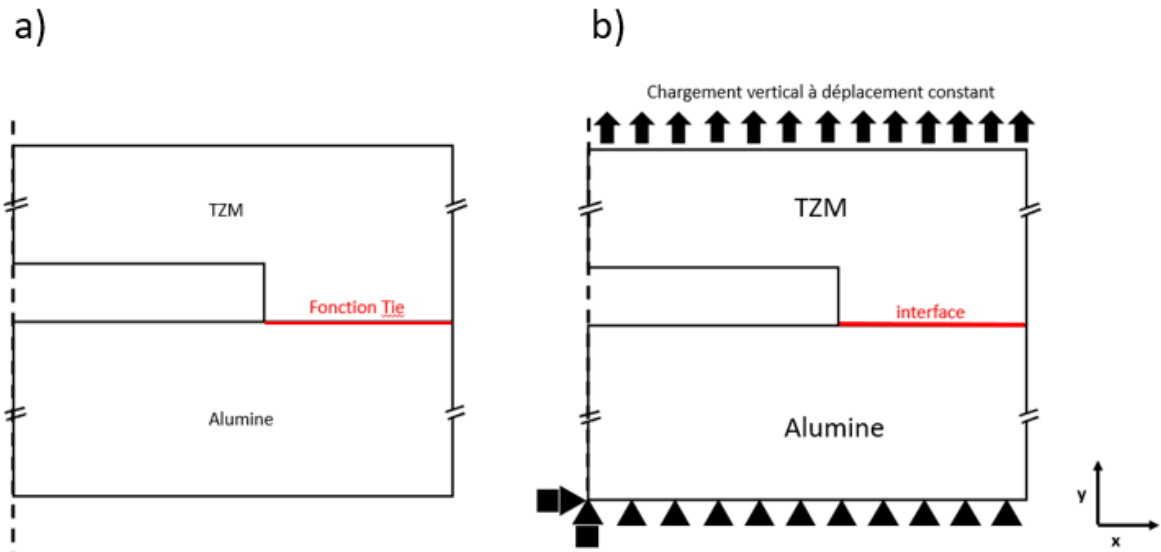 a)
b)
Chargement vertical à déplacement constant
TZM
TZM
Fonction Tie
interface
Alumine
Alumine
y
x